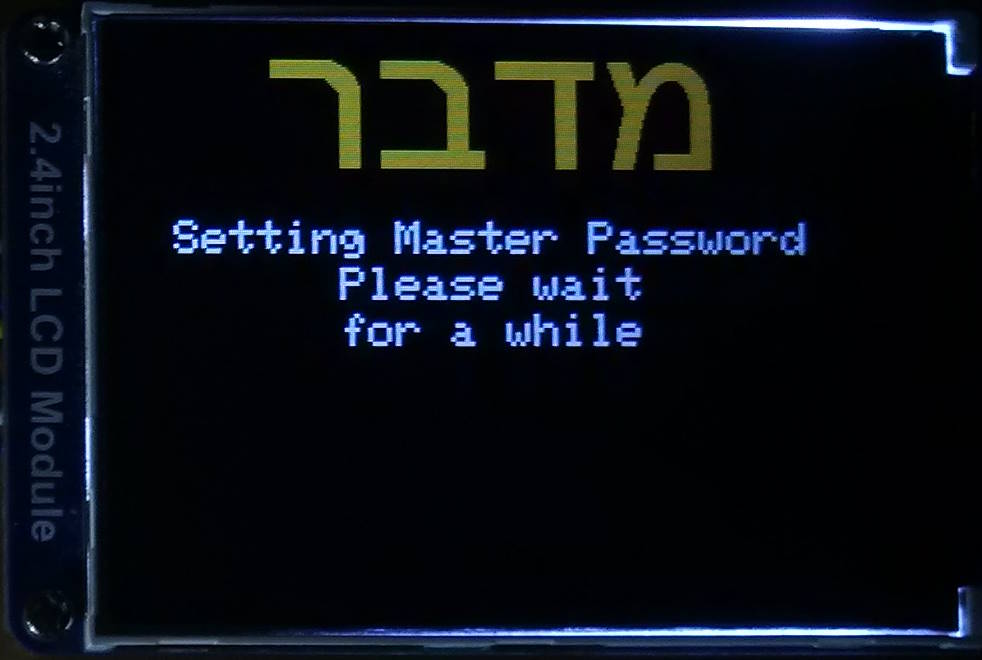 מדבר
Setting Master Password
Please wait
for a while
2.4inch LCD Module